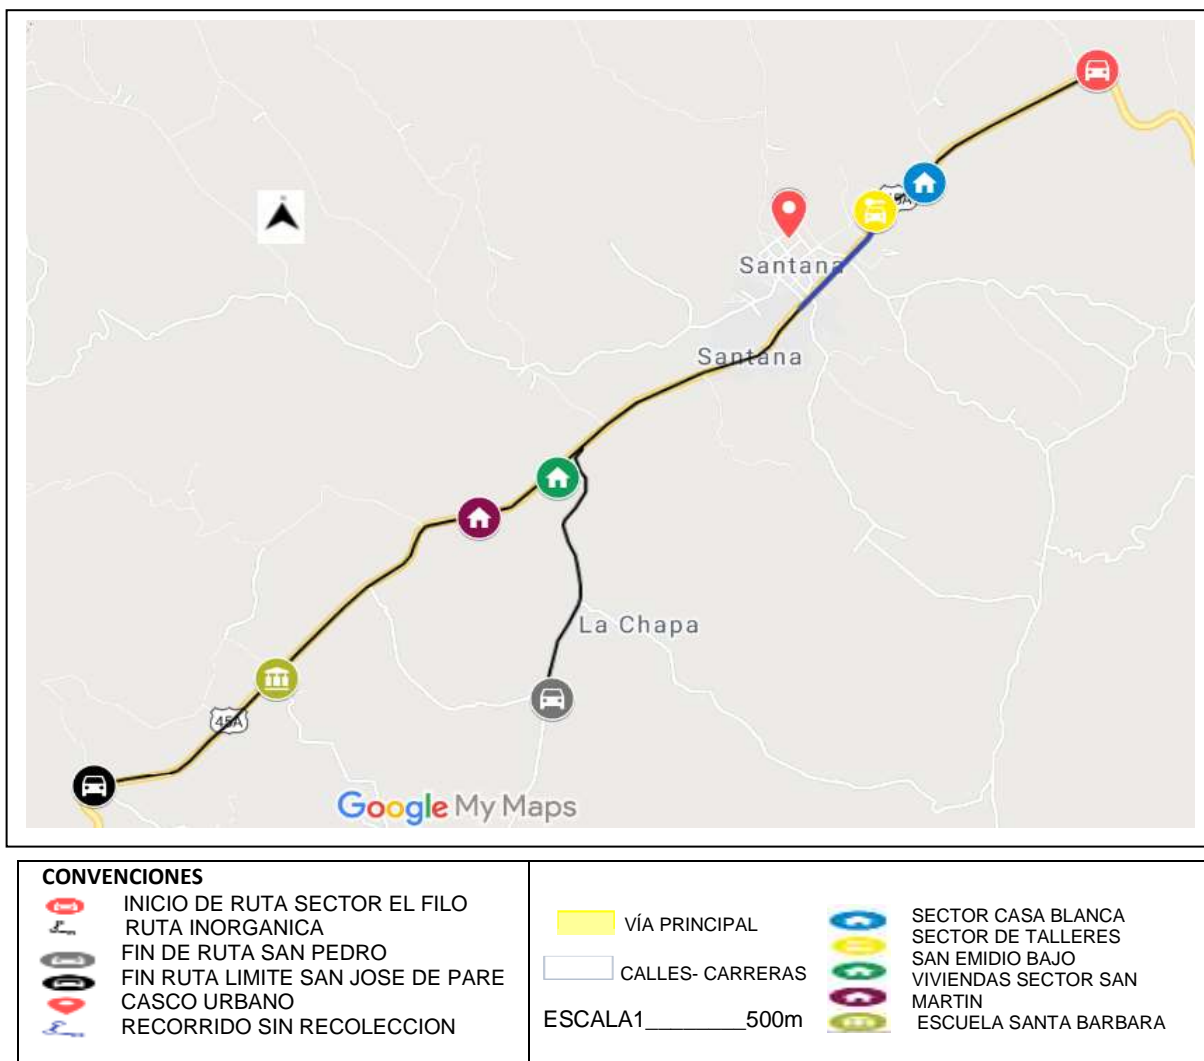 45A
Santana
Santana
La Chapa
45A
Google My Maps
CONVENCIONES
INICIO DE RUTA SECTOR EL FILO
RUTA INORGANICA
FIN DE RUTA SAN PEDRO
FIN RUTA LIMITE SAN JOSE DE PARE
CASCO URBANO
RECORRIDO SIN RECOLECCION
VÍA PRINCIPAL
CALLES- CARRERAS
ESCALA1_________500m
SECTOR CASA BLANCA
SECTOR DE TALLERES
SAN EMIDIO BAJO
VIVIENDAS SECTOR SAN
MARTIN
ESCUELA SANTA BARBARA